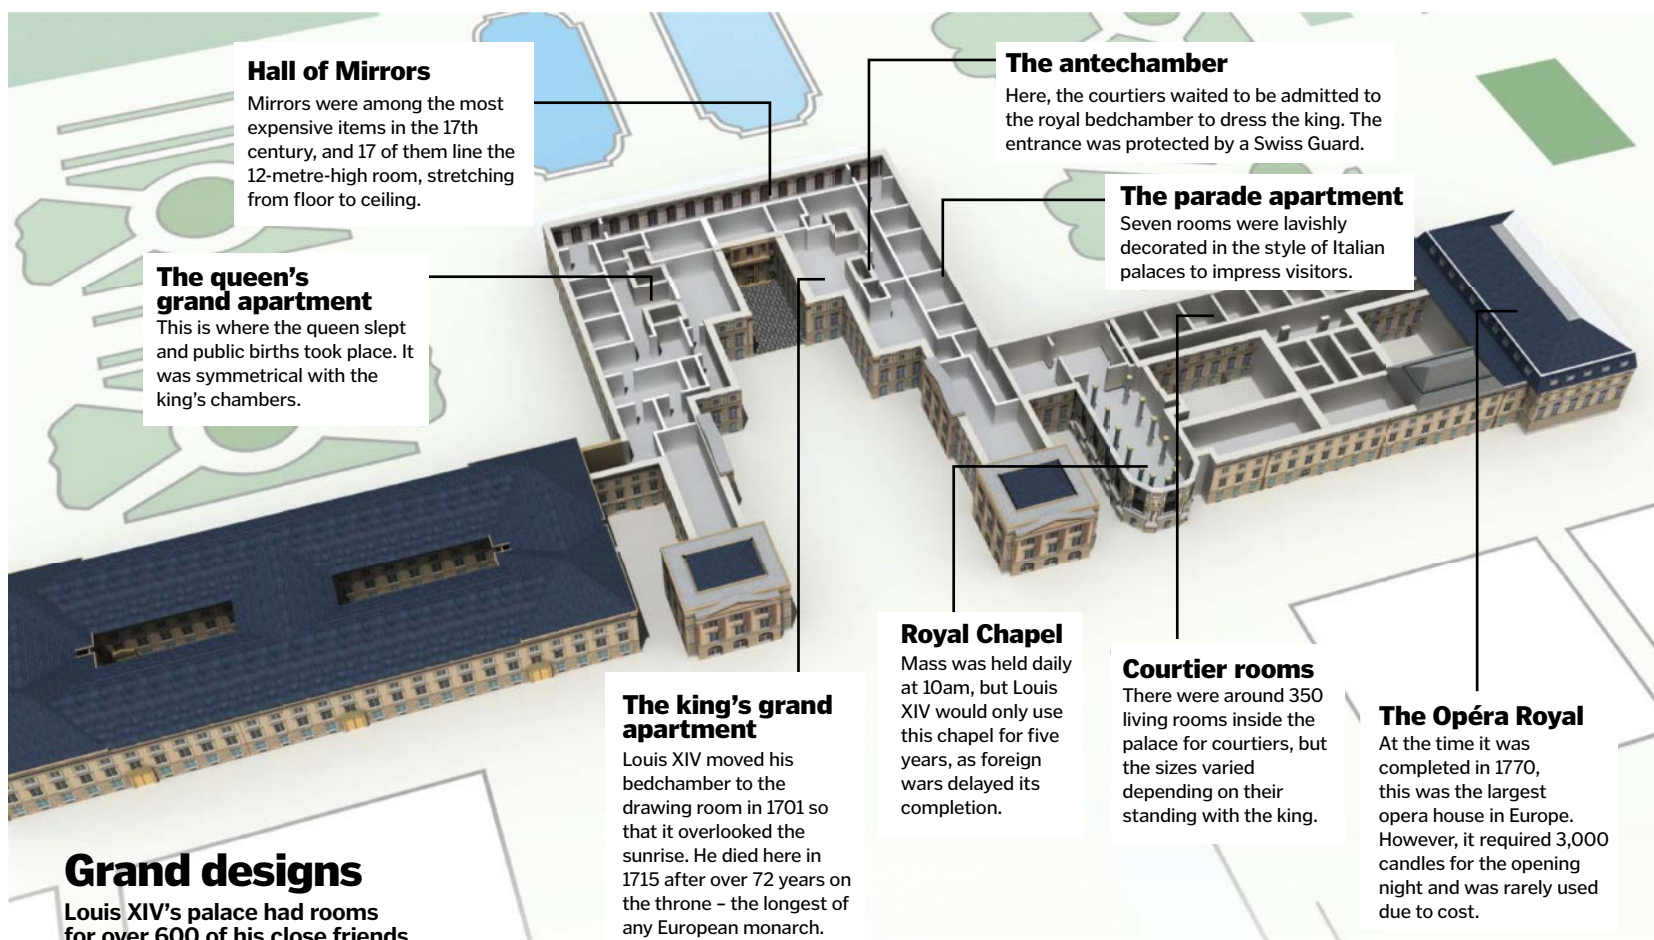 Hall of Mirrors
Mirrors were among the most
expensive items in the 17th
century, and 17 of them line the
12-metre-high room, stretching
from floor to ceiling.
The antechamber
Here, the courtiers waited to be admitted to
the royal bedchamber to dress the king. The
entrance was protected by a Swiss Guard.
The parade apartment
Seven rooms were lavishly
decorated in the style of Italian
palaces to impress visitors.
The queen's
grand apartment
This is where the queen slept
and public births took place. It
was symmetrical with the
king's chambers.
The king's grand
apartment
Louis XIV moved his
bedchamber to the
drawing room in 1701 so
that it overlooked the
sunrise. He died here in
1715 after over 72 years on
the throne – the longest of
any European monarch.
Royal Chapel
Mass was held daily
at 10am, but Louis
XIV would only use
this chapel for five
years, as foreign
wars delayed its
completion.
Courtier rooms
There were around 350
living rooms inside the
palace for courtiers, but
the sizes varied
depending on their
standing with the king.
The Opéra Royal
At the time it was
completed in 1770,
this was the largest
opera house in Europe.
However, it required 3,000
candles for the opening
night and was rarely used
due to cost.
Grand designs
Louis XIV's palace had rooms
for over 600 of his close friends